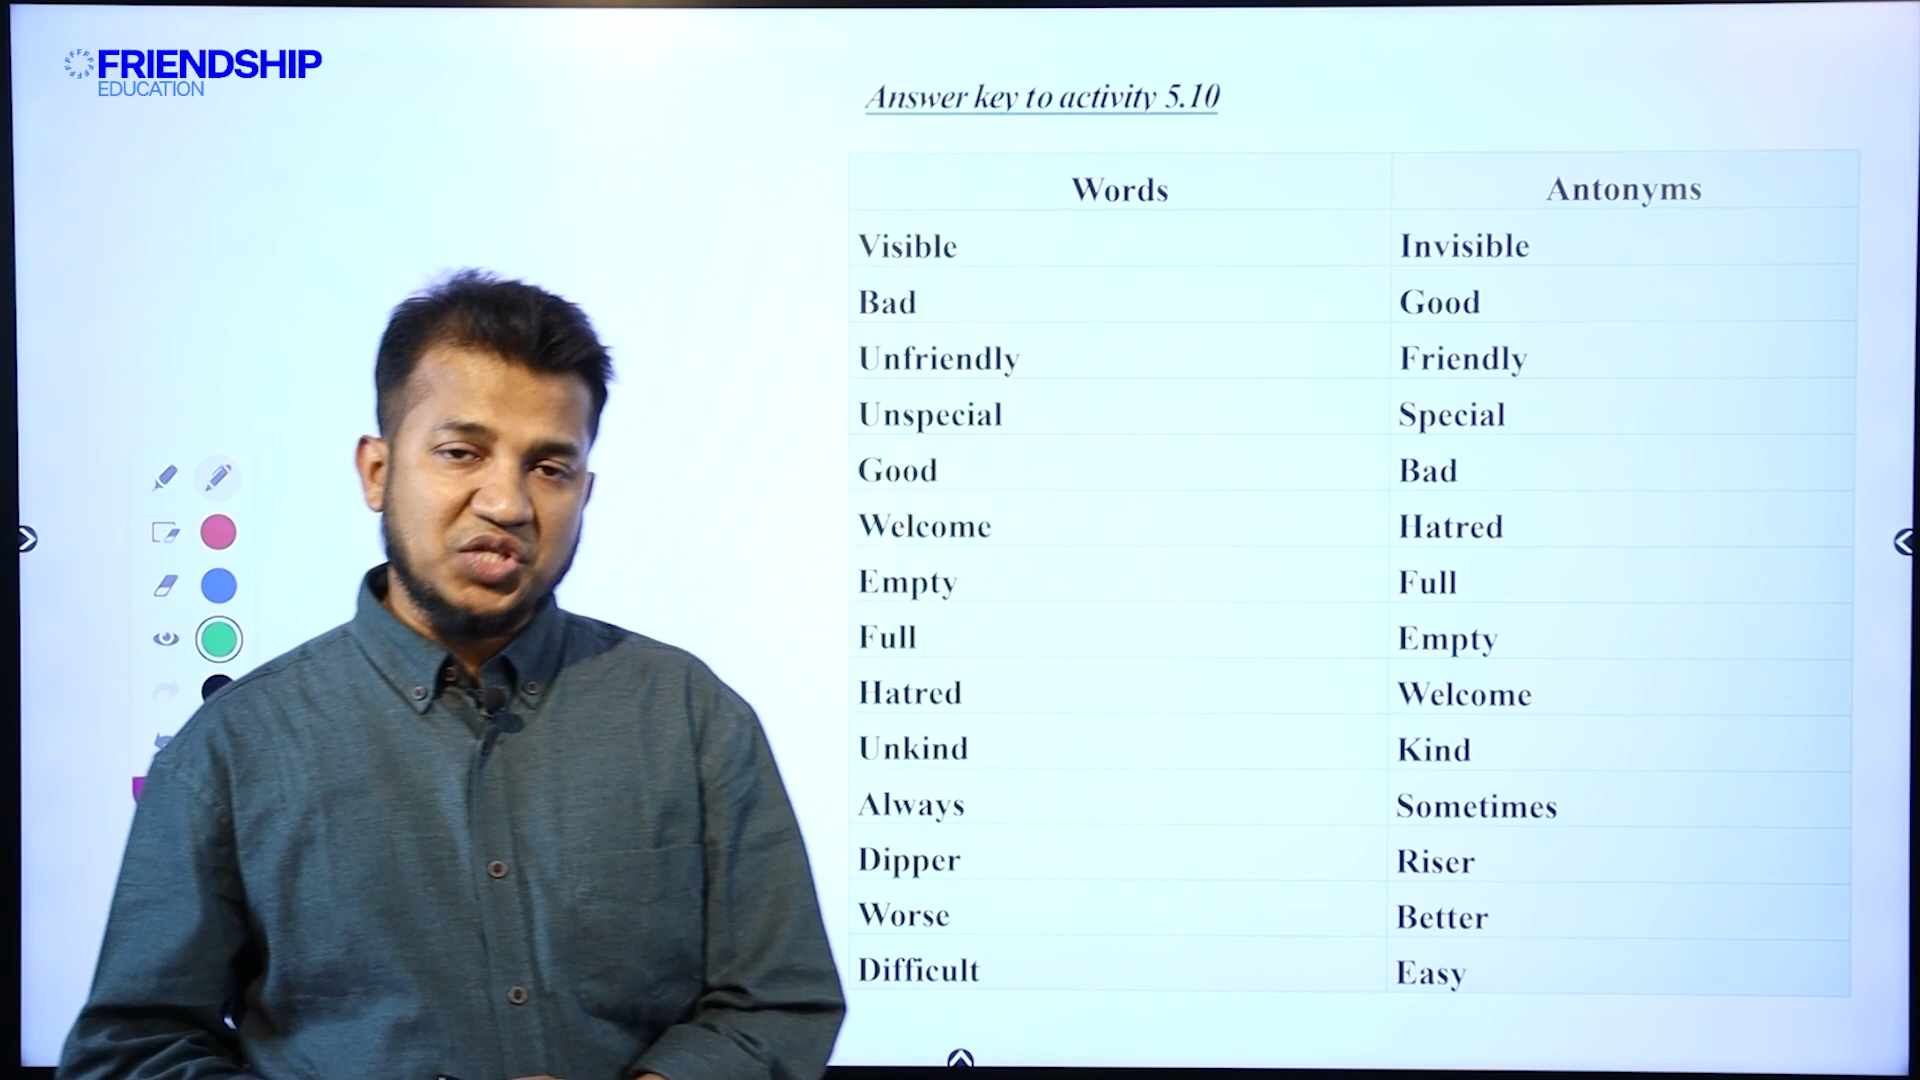 FRIENDSHIP
EDUCATION
Answer key to activity 5.10
Words Antonyms
Visible Invisible
Bad Good
Unfriendly Friendly
Unspecial Special
Good Bad
Welcome Hatred
Empty Full
Full Empty
Hatred Welcome
Unkind Kind
Always Sometimes
Dipper Riser
Worse Better
Difficult Easy